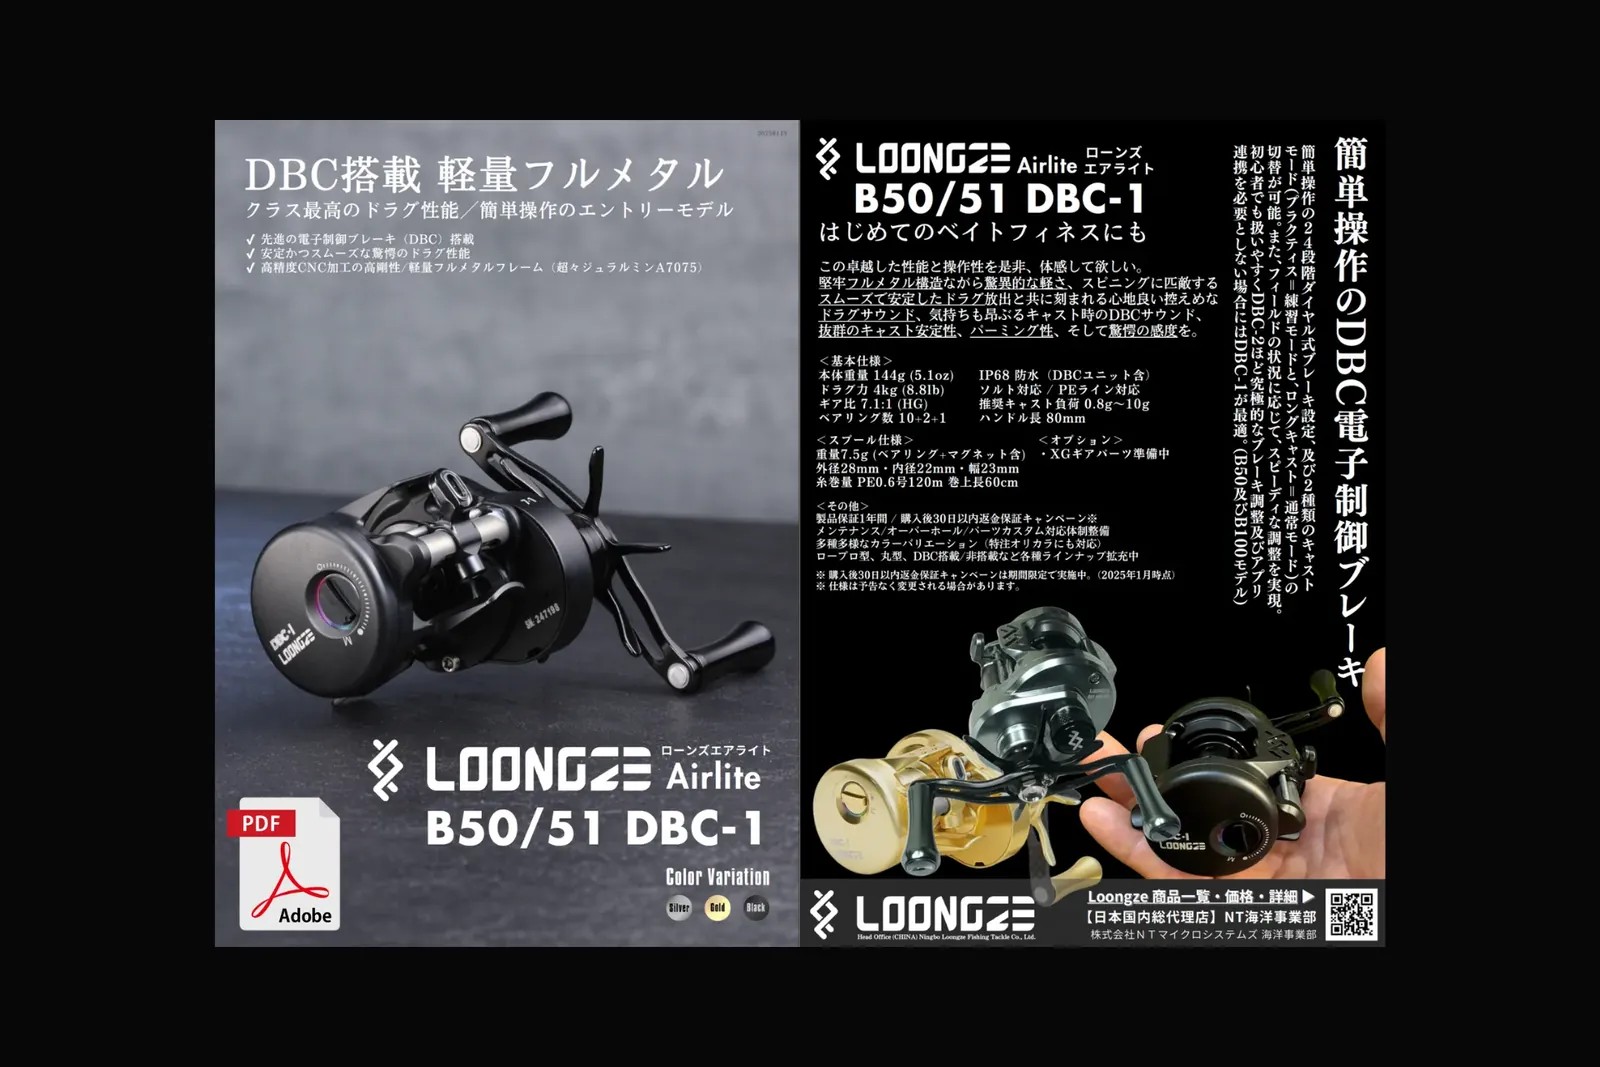 DBC搭載 軽量フルメタル
クラス最高のドラグ性能／簡単操作のエントリーモデル
✓ 先進の電子制御ブレーキ（DBC）搭載
✓ 安定かつスムーズな驚愕のドラグ性能
✓ 高精度CNC加工の高剛性/軽量フルメタルフレーム（超々ジュラルミンA7075）
SN-247198
DBC-1
LOONGZE
M
LOONGZE
ローンズエアライト
Airlite
B50/51 DBC-1
Color Variation
Silver Gold Black
PDF
Adobe
LOONGZE Airlite ローンズ
エアライト
B50/51 DBC-1
はじめてのベイトフィネスにも
この卓越した性能と操作性を是非、体感して欲しい。
堅牢フルメタル構造ながら驚異的な軽さ、スピニングに匹敵する
スムーズで安定したドラグ放出と共に刻まれる心地良い控えめな
ドラグサウンド、気持ちも昂ぶるキャスト時のDBCサウンド、
抜群のキャスト安定性、パーミング性、そして驚愕の感度を。
＜基本仕様＞
本体重量 144g (5.1oz) IP68 防水（DBCユニット含）
ドラグ力 4kg (8.8lb) ソルト対応 / PEライン対応
ギア比 7.1:1 (HG) 推奨キャスト負荷 0.8g～10g
ベアリング数 10+2+1 ハンドル長 80mm
＜スプール仕様＞ ＜オプション＞
重量7.5g (ベアリング+マグネット含) ・XGギアパーツ準備中
外径28mm・内径22mm・幅23mm
糸巻量 PE0.6号120m 巻上長60cm
＜その他＞
製品保証1年間 / 購入後30日以内返金保証キャンペーン※
メンテナンス/オーバーホール/パーツカスタム対応体制整備
多種多様なカラーバリエーション（特注オリカラにも対応）
ロープロ型、丸型、DBC搭載/非搭載など各種ラインナップ拡充中
※ 購入後30日以内返金保証キャンペーンは期間限定で実施中。（2025年1月時点）
※ 仕様は予告なく変更される場合があります。
簡単操作のDBC電子制御ブレーキ
簡単操作の24段階ダイヤル式ブレーキ設定、及び2種類のキャスト
モード（プラクティス＝練習モードと、ロングキャスト＝通常モード）の
切替が可能。また、フィールドの状況に応じて、スピーディな調整を実現。
初心者でも扱いやすくDBC-2ほど究極的なブレーキ調整及びアプリ
連携を必要としない場合にはDBC-1が最適。（B50及びB100モデル）
LOONGZE
LOONGZE
Head Office (CHINA) Ningbo Loongze Fishing Tackle Co., Ltd.
Loongze 商品一覧・価格・詳細 ▶
【日本国内総代理店】NT海洋事業部
株式会社ＮＴマイクロシステムズ 海洋事業部